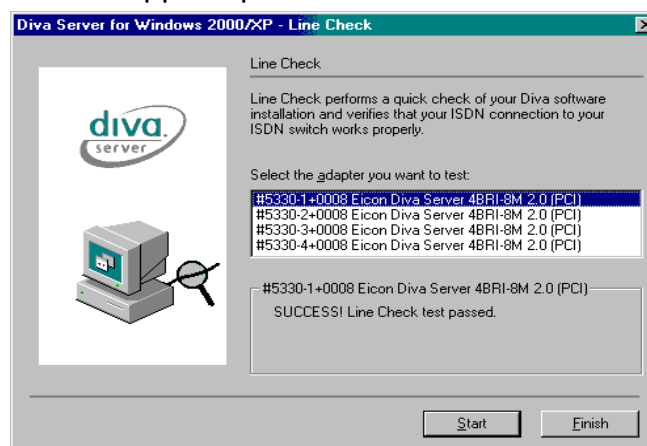 Diva Server for Windows 2000/XP - Line Check
Line Check
Line Check performs a quick check of your Diva software
installation and verifies that your ISDN connection to your
ISDN switch works properly.
diva.
server
Select the adapter you want to test:
#5330-1+0008 Eicon Diva Server 4BRI-8M 2.0 (PCI)
#5330-2+0008 Eicon Diva Server 4BRI-8M 2.0 (PCI)
#5330-3+0008 Eicon Diva Server 4BRI-8M 2.0 (PCI)
#5330-4+0008 Eicon Diva Server 4BRI-8M 2.0 (PCI)
#5330-1+0008 Eicon Diva Server 4BRI-8M 2.0 (PCI)
SUCCESS! Line Check test passed.
Start
Finish